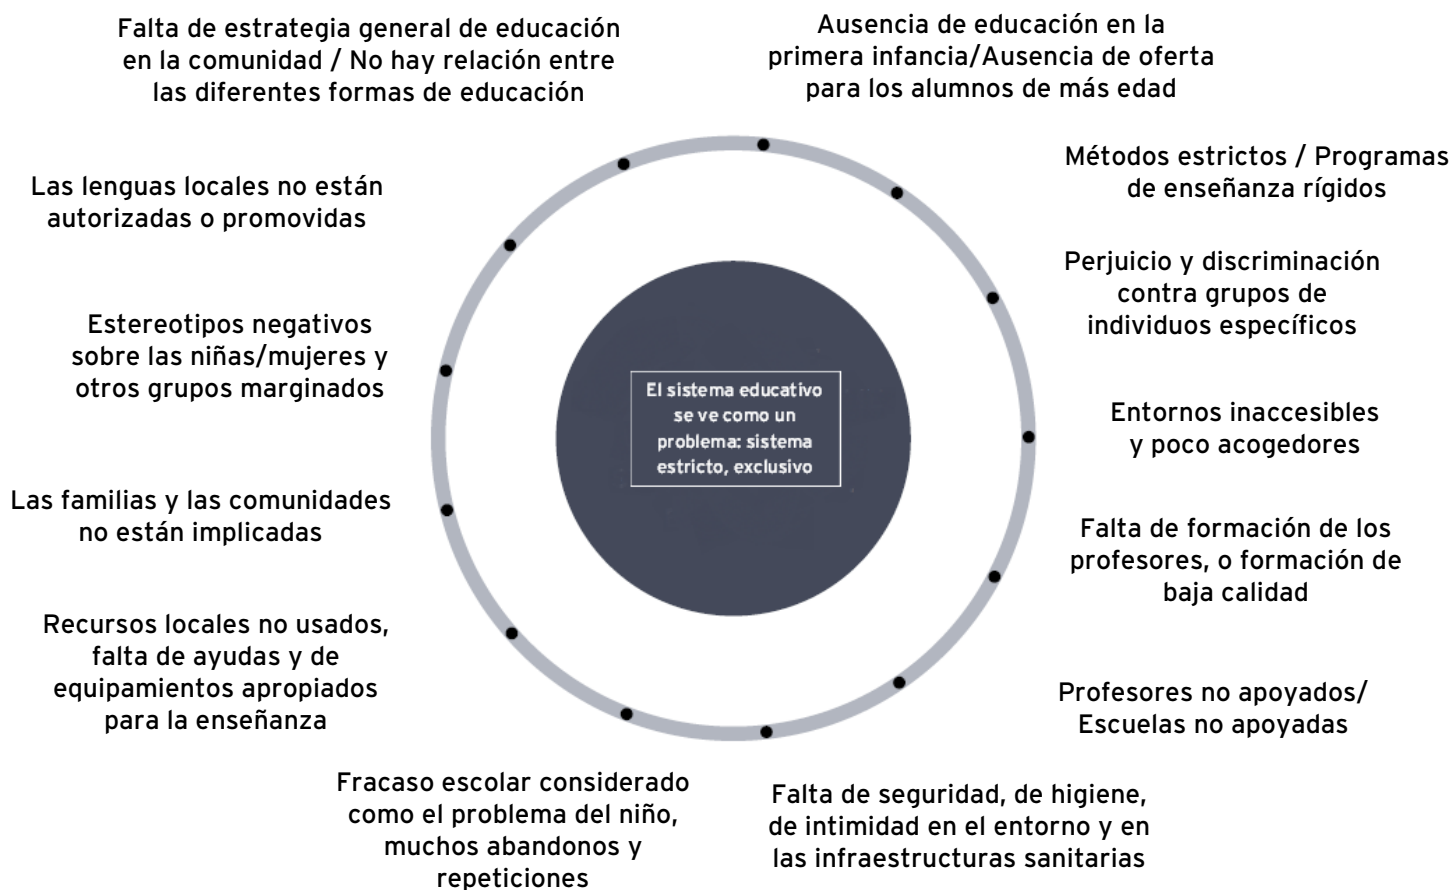 Falta de estrategia general de educación
en la comunidad / No hay relación entre
las diferentes formas de educación
Ausencia de educación en la
primera infancia/Ausencia de oferta
para los alumnos de más edad
Métodos estrictos / Programas
de enseñanza rígidos
Perjuicio y discriminación
contra grupos de
individuos específicos
Entornos inaccesibles
y poco acogedores
Falta de formación de los
profesores, o formación de
baja calidad
Profesores no apoyados/
Escuelas no apoyadas
Falta de seguridad, de higiene,
de intimidad en el entorno y en
las infraestructuras sanitarias
Fracaso escolar considerado
como el problema del niño,
muchos abandonos y
repeticiones
Recursos locales no usados,
falta de ayudas y de
equipamientos apropiados
para la enseñanza
Las familias y las comunidades
no están implicadas
Estereotipos negativos
sobre las niñas/mujeres y
otros grupos marginados
Las lenguas locales no están
autorizadas o promovidas
El sistema educativo
se ve como un
problema: sistema
estricto, exclusivo